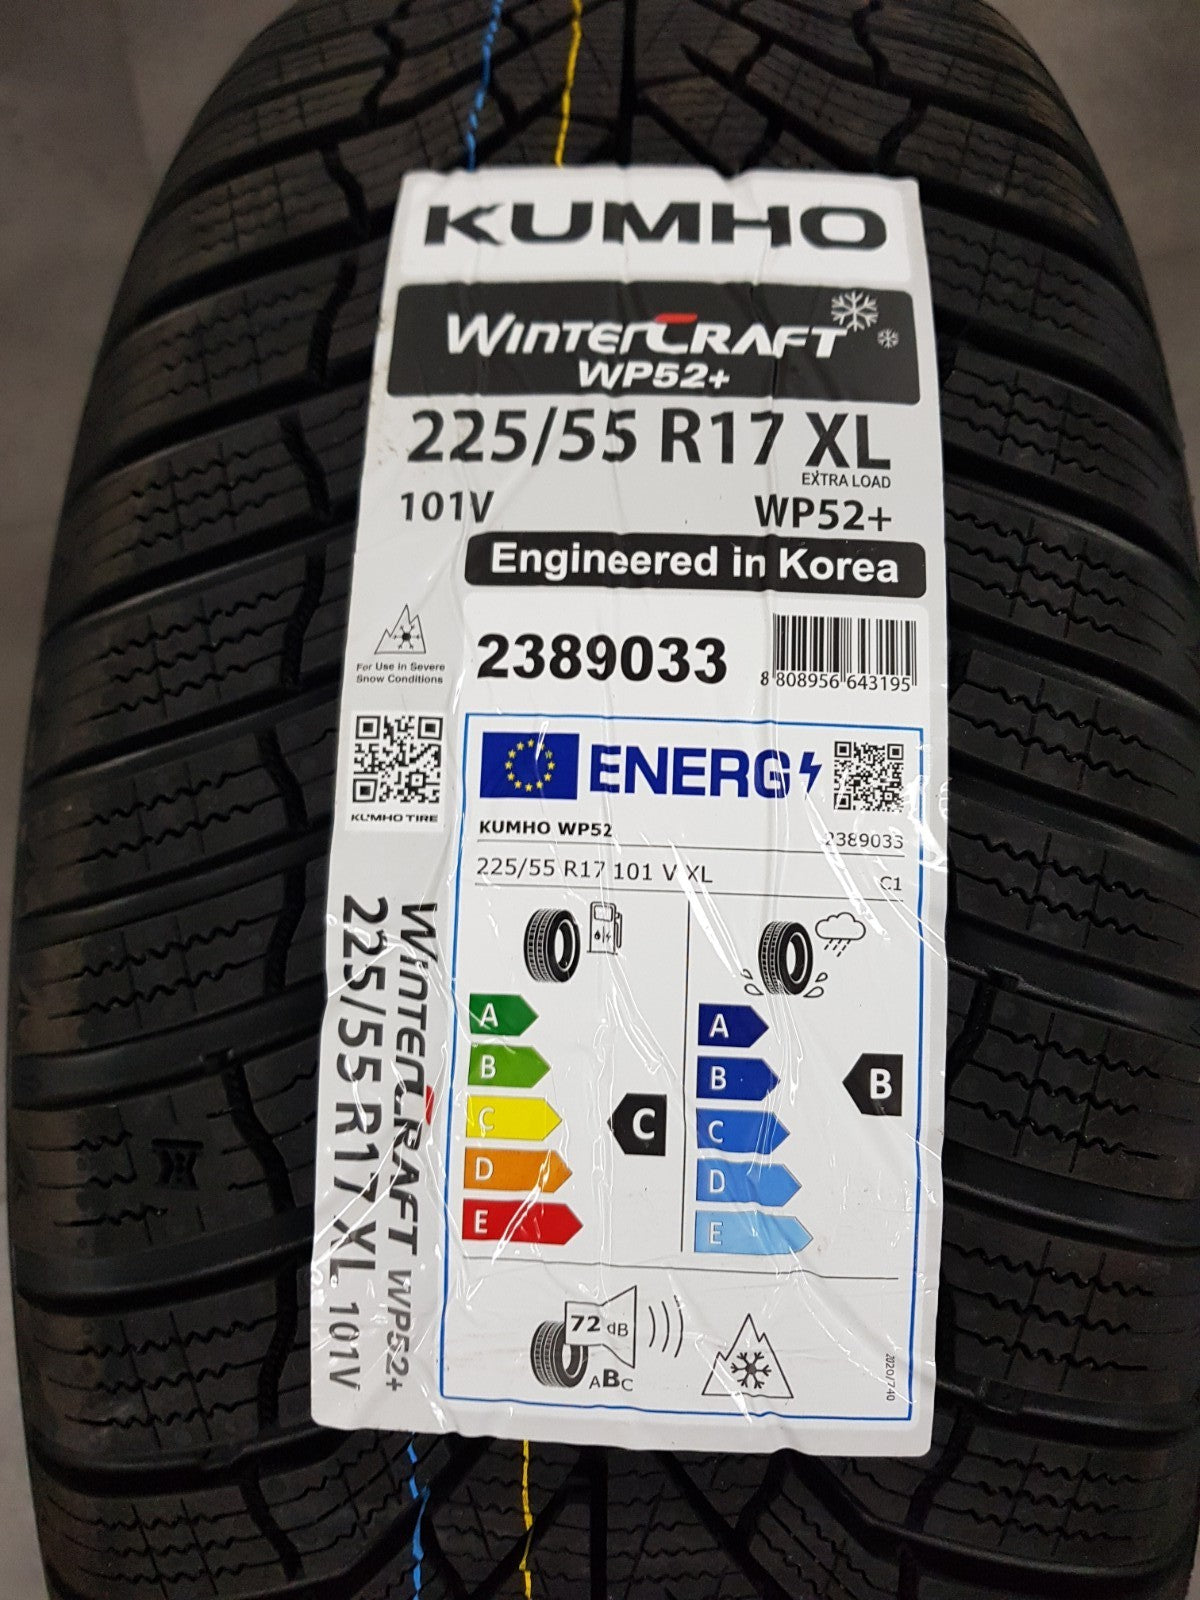 KUMHO
WINTERCRAFT
WP52+
225/55 R17 XL
EXTRA LOAD
101V WP52+
Engineered in Korea
For Use in Severe
Snow Conditions
2389033
8 808956 643195
KUMHO TIRE
ENERG
KUMHO WP52 2389033
225/55 R17 101 V XL C1
A
B
C
D
E
C
A
B
C
D
E
B
72 dB
ABC
2020/740
WINTERCRAFT WP52+
225/55 R17 XL 101V